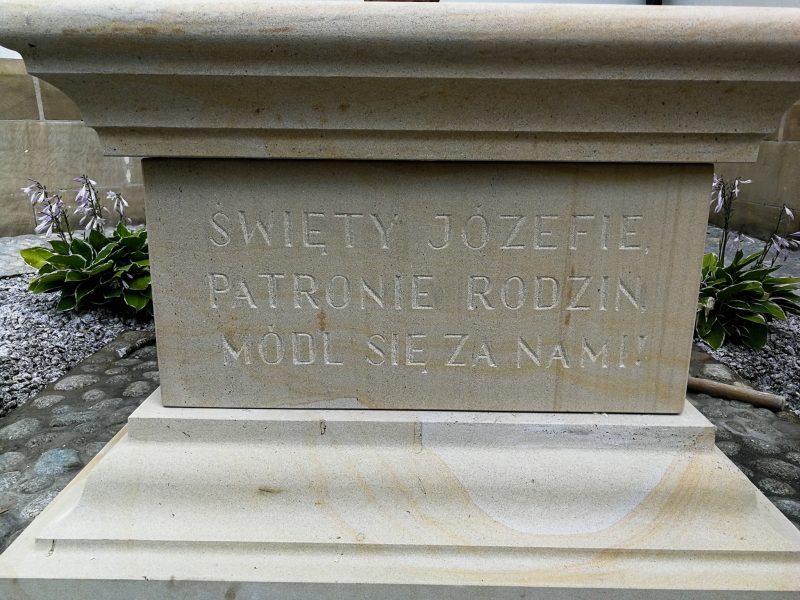 ŚWIĘTY JÓZEFIE,
PATRONIE RODZIN,
MÓDL SIĘ ZA NAMI!